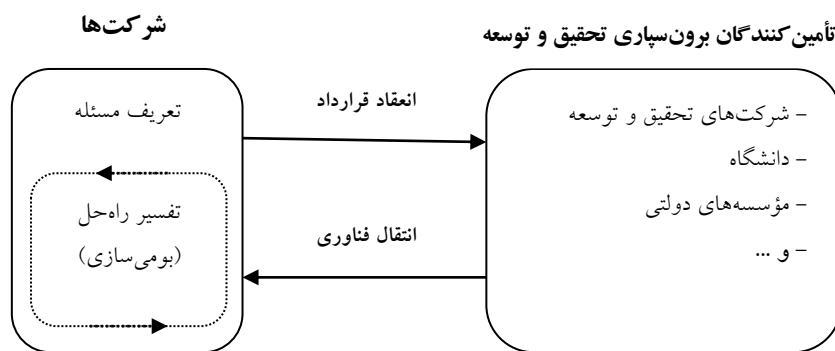 تأمین‌کنندگان برون‌سپاری تحقیق و توسعه
- شرکت‌های تحقیق و توسعه
- دانشگاه
- مؤسسه‌های دولتی
- و ...
انعقاد قرارداد
انتقال فناوری
شرکت‌ها
تعریف مسئله
تفسیر راه‌حل
(بومی‌سازی)